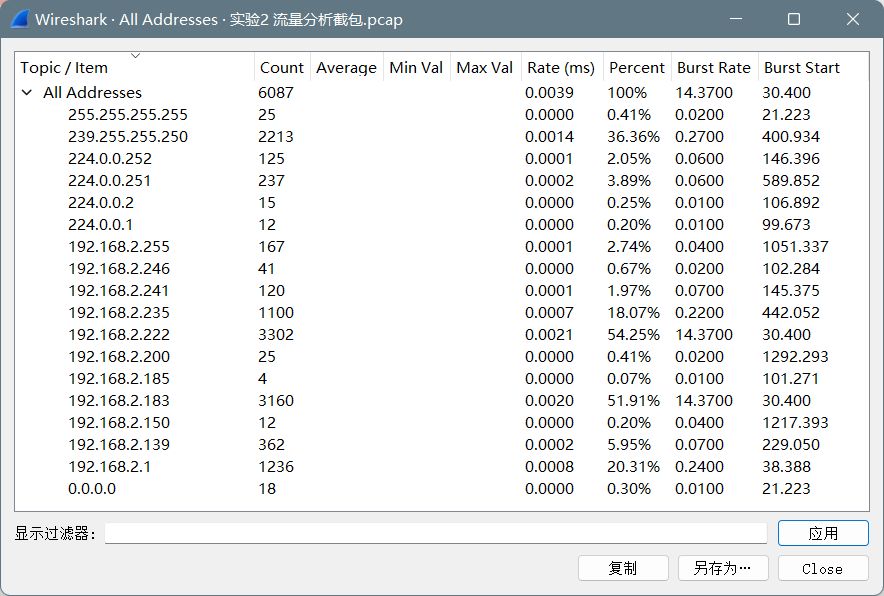 Wireshark · All Addresses · 实验2 流量分析截包.pcap
Topic / Item Count Average Min Val Max Val Rate (ms) Percent Burst Rate Burst Start
All Addresses 6087 0.0039 100% 14.3700 30.400
255.255.255.255 25 0.0000 0.41% 0.0200 21.223
239.255.255.250 2213 0.0014 36.36% 0.2700 400.934
224.0.0.252 125 0.0001 2.05% 0.0600 146.396
224.0.0.251 237 0.0002 3.89% 0.0600 589.852
224.0.0.2 15 0.0000 0.25% 0.0100 106.892
224.0.0.1 12 0.0000 0.20% 0.0100 99.673
192.168.2.255 167 0.0001 2.74% 0.0400 1051.337
192.168.2.246 41 0.0000 0.67% 0.0200 102.284
192.168.2.241 120 0.0001 1.97% 0.0700 145.375
192.168.2.235 1100 0.0007 18.07% 0.2200 442.052
192.168.2.222 3302 0.0021 54.25% 14.3700 30.400
192.168.2.200 25 0.0000 0.41% 0.0200 1292.293
192.168.2.185 4 0.0000 0.07% 0.0100 101.271
192.168.2.183 3160 0.0020 51.91% 14.3700 30.400
192.168.2.150 12 0.0000 0.20% 0.0400 1217.393
192.168.2.139 362 0.0002 5.95% 0.0700 229.050
192.168.2.1 1236 0.0008 20.31% 0.2400 38.388
0.0.0.0 18 0.0000 0.30% 0.0100 21.223
显示过滤器： 应用
复制 另存为… Close